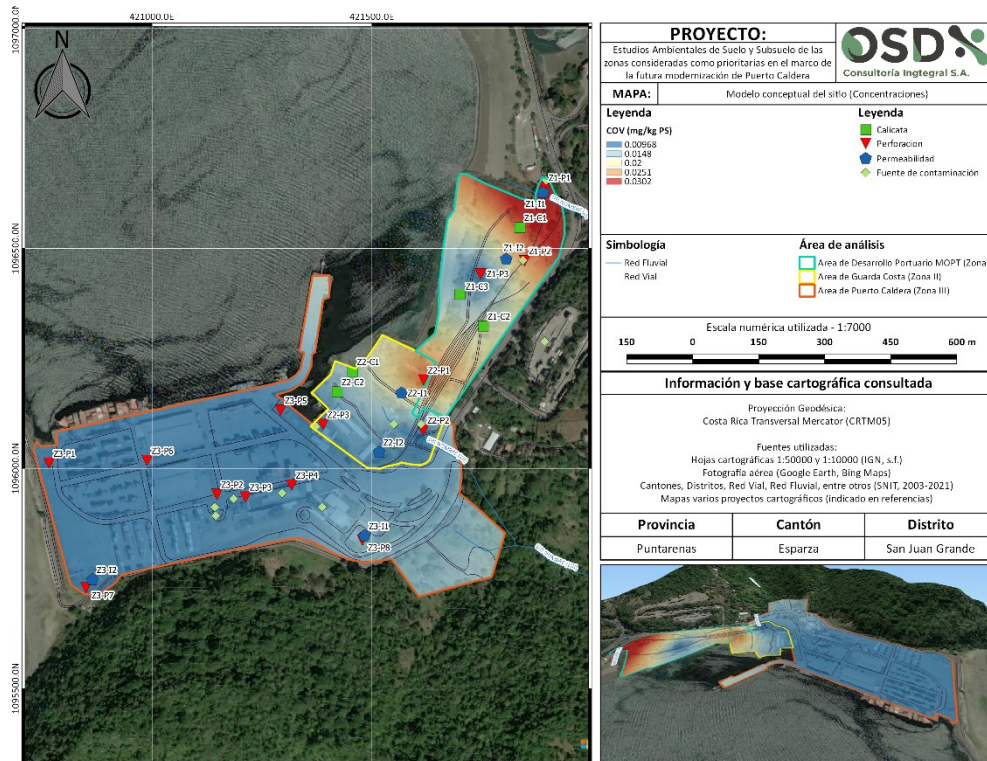 421000.0E
421500.0E
1097000.0N
1096500.0N
1096000.0N
1095500.0N
N
Z1-P1
Z1-I1
Z1-C1
Z1-I2
Z1-P2
Z1-P3
Z1-C3
Z1-C2
Z2-C1
Z2-P1
Z2-C2
Z2-I1
Z2-P3
Z2-P2
Z2-I2
Z3-P5
Z3-P1
Z3-P6
Z3-P4
Z3-P2
Z3-P3
Z3-I1
Z3-P8
Z3-I2
Z3-P7
PROYECTO:
Estudios Ambientales de Suelo y Subsuelo de las
zonas consideradas como prioritarias en el marco de
la futura modernización de Puerto Caldera
OSD
Consultoría Ingtegral S.A.
MAPA:
Modelo conceptual del sitio (Concentraciones)
Leyenda
COV (mg/kg PS)
0.00968
0.0148
0.02
0.0251
0.0302
Leyenda
Calicata
Perforacion
Permeabilidad
Fuente de contaminación
Simbología
Red Fluvial
Red Vial
Área de análisis
Area de Desarrollo Portuario MOPT (Zona
Area de Guarda Costa (Zona II)
Area de Puerto Caldera (Zona III)
Escala numérica utilizada - 1:7000
150 0 150 300 450 600 m
Información y base cartográfica consultada
Proyección Geodésica:
Costa Rica Transversal Mercator (CRTM05)
Fuentes utilizadas:
Hojas cartográficas 1:50000 y 1:10000 (IGN, s.f.)
Fotografía aérea (Google Earth, Bing Maps)
Cantones, Distritos, Red Vial, Red Fluvial, entre otros (SNIT, 2003-2021)
Mapas varios proyectos cartográficos (indicado en referencias)
Provincia Cantón Distrito
Puntarenas Esparza San Juan Grande